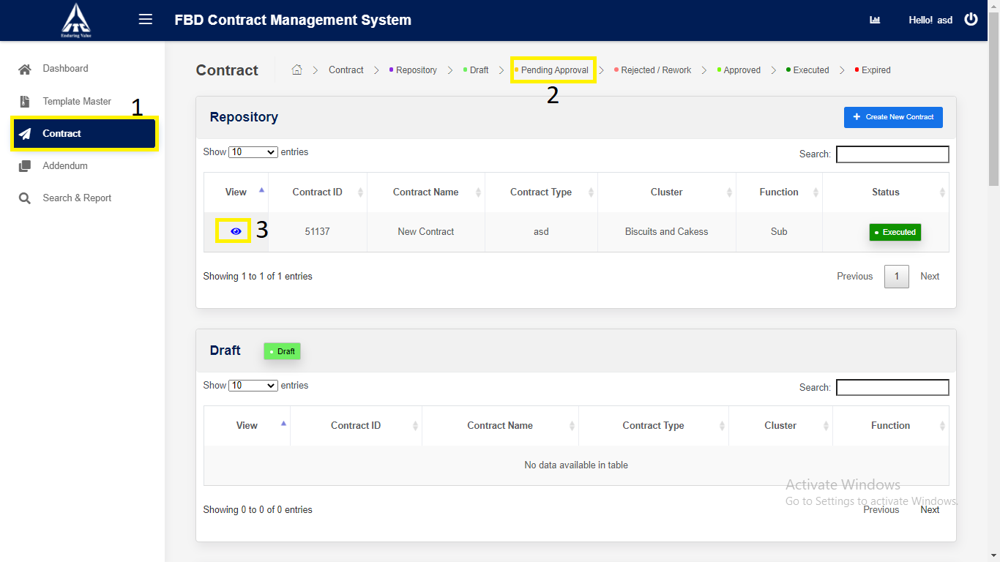 Enduring Value
FBD Contract Management System
Hello! asd
Dashboard
Template Master
1
Contract
Addendum
Search & Report
Contract
Contract
Repository
Draft
Pending Approval
Rejected / Rework
Approved
Executed
Expired
2
Repository
+ Create New Contract
Show 10 entries
Search:
View Contract ID Contract Name Contract Type Cluster Function Status
3 51137 New Contract asd Biscuits and Cakess Sub Executed
Showing 1 to 1 of 1 entries
Previous 1 Next
Draft
Draft
Show 10 entries
Search:
View Contract ID Contract Name Contract Type Cluster Function
No data available in table
Showing 0 to 0 of 0 entries
Previous Next
Activate Windows
Go to Settings to activate Windows.